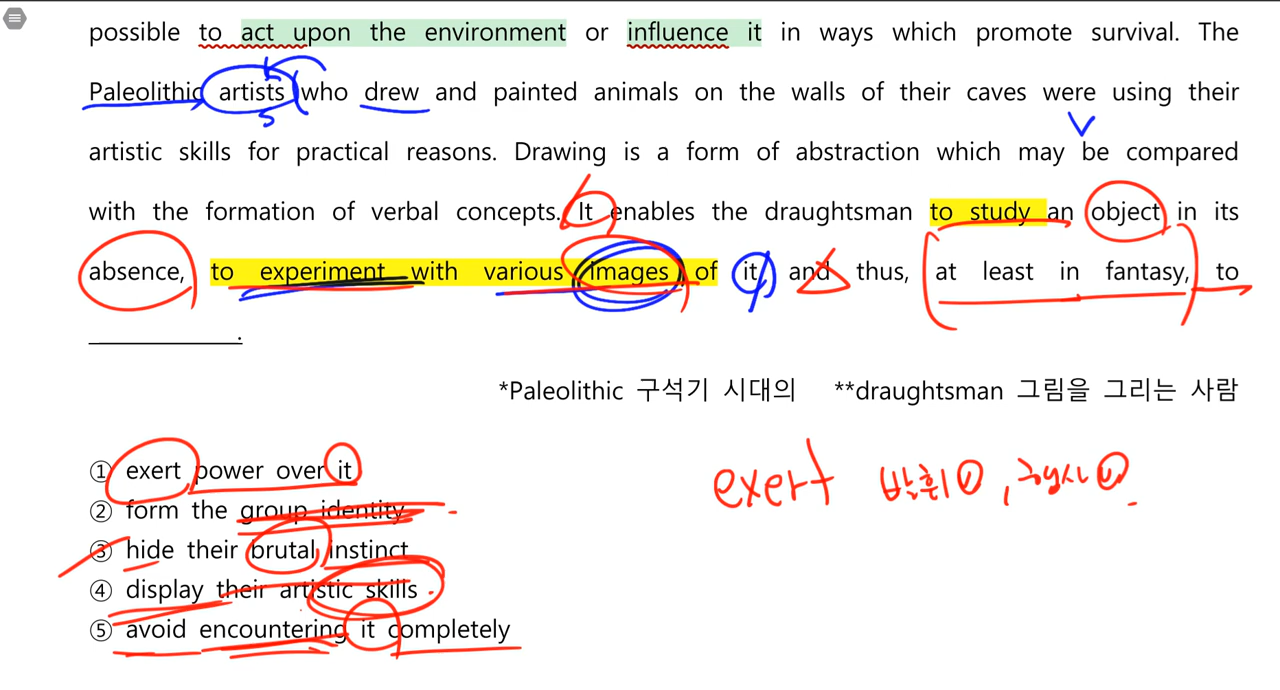 possible to act upon the environment or influence it in ways which promote survival. The
Paleolithic artists who drew and painted animals on the walls of their caves were using their
artistic skills for practical reasons. Drawing is a form of abstraction which may be compared
with the formation of verbal concepts. It enables the draughtsman to study an object in its
absence, to experiment with various images of it, and thus, at least in fantasy, to
____________.
*Paleolithic 구석기 시대의 **draughtsman 그림을 그리는 사람
① exert power over it
② form the group identity
③ hide their brutal instinct
④ display their artistic skills
⑤ avoid encountering it completely
exert 발휘, 행사